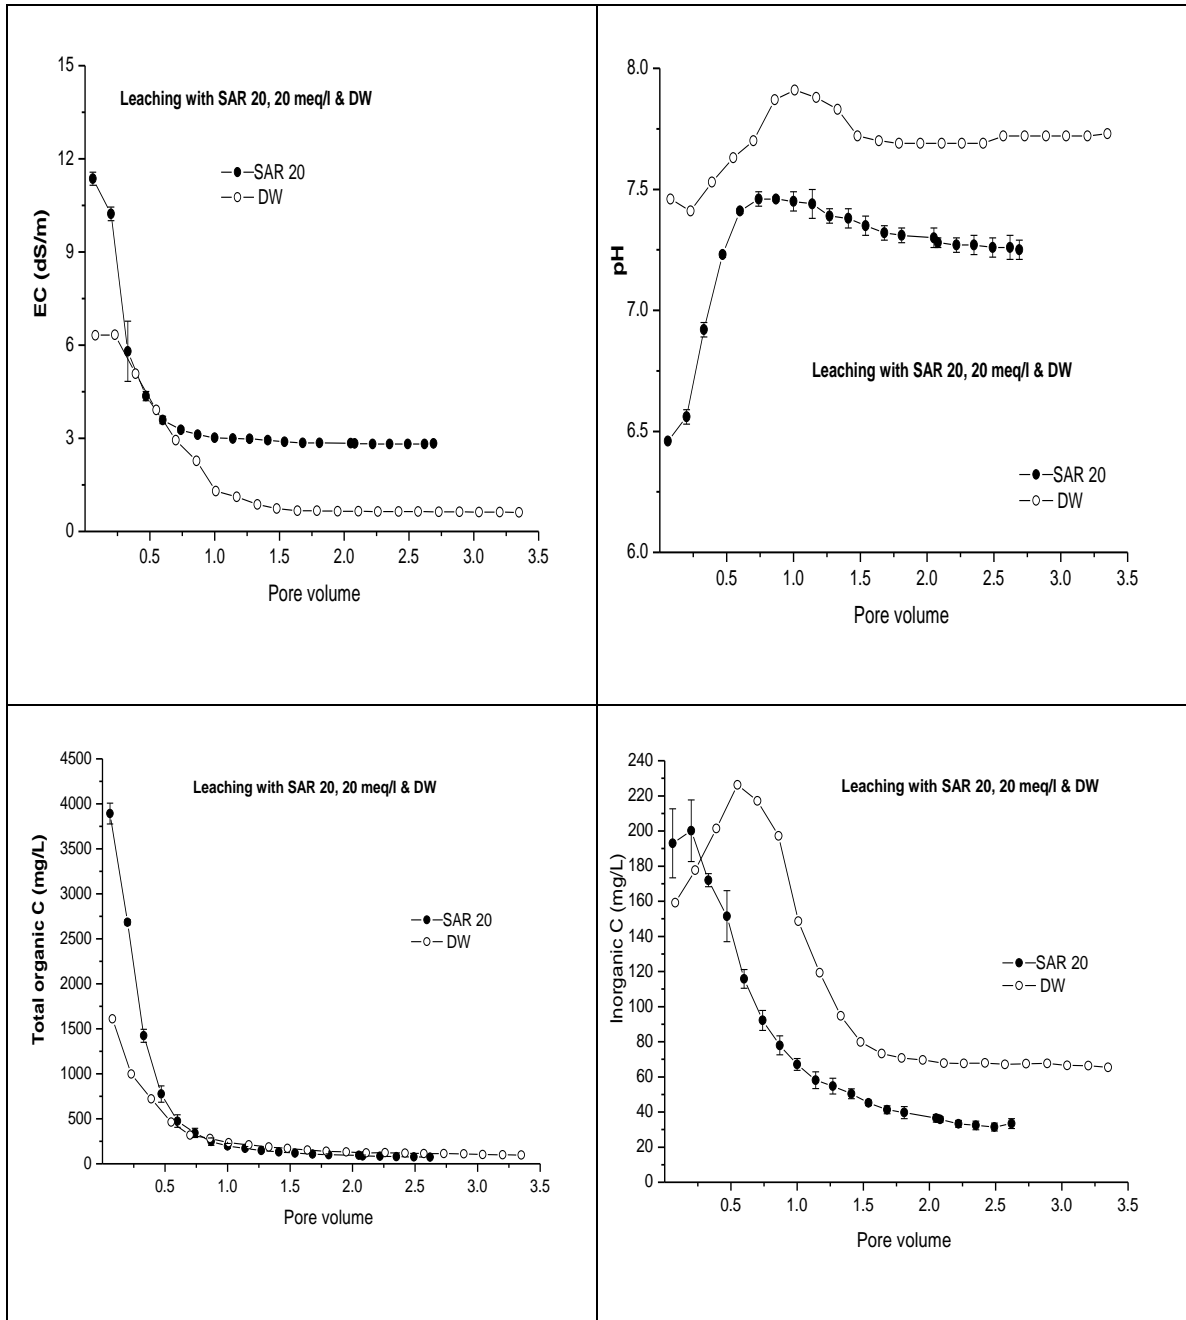 15
12
9
6
3
0
EC (dS/m)
Leaching with SAR 20, 20 meq/l & DW
SAR 20
DW
0.5 1.0 1.5 2.0 2.5 3.0 3.5
Pore volume
8.0
7.5
7.0
6.5
6.0
pH
Leaching with SAR 20, 20 meq/l & DW
SAR 20
DW
0.5 1.0 1.5 2.0 2.5 3.0 3.5
Pore volume
4500
4000
3500
3000
2500
2000
1500
1000
500
0
Total organic C (mg/L)
Leaching with SAR 20, 20 meq/l & DW
SAR 20
DW
0.5 1.0 1.5 2.0 2.5 3.0 3.5
Pore volume
240
220
200
180
160
140
120
100
80
60
40
20
0
Inorganic C (mg/L)
Leaching with SAR 20, 20 meq/l & DW
SAR 20
DW
0.5 1.0 1.5 2.0 2.5 3.0 3.5
Pore volume